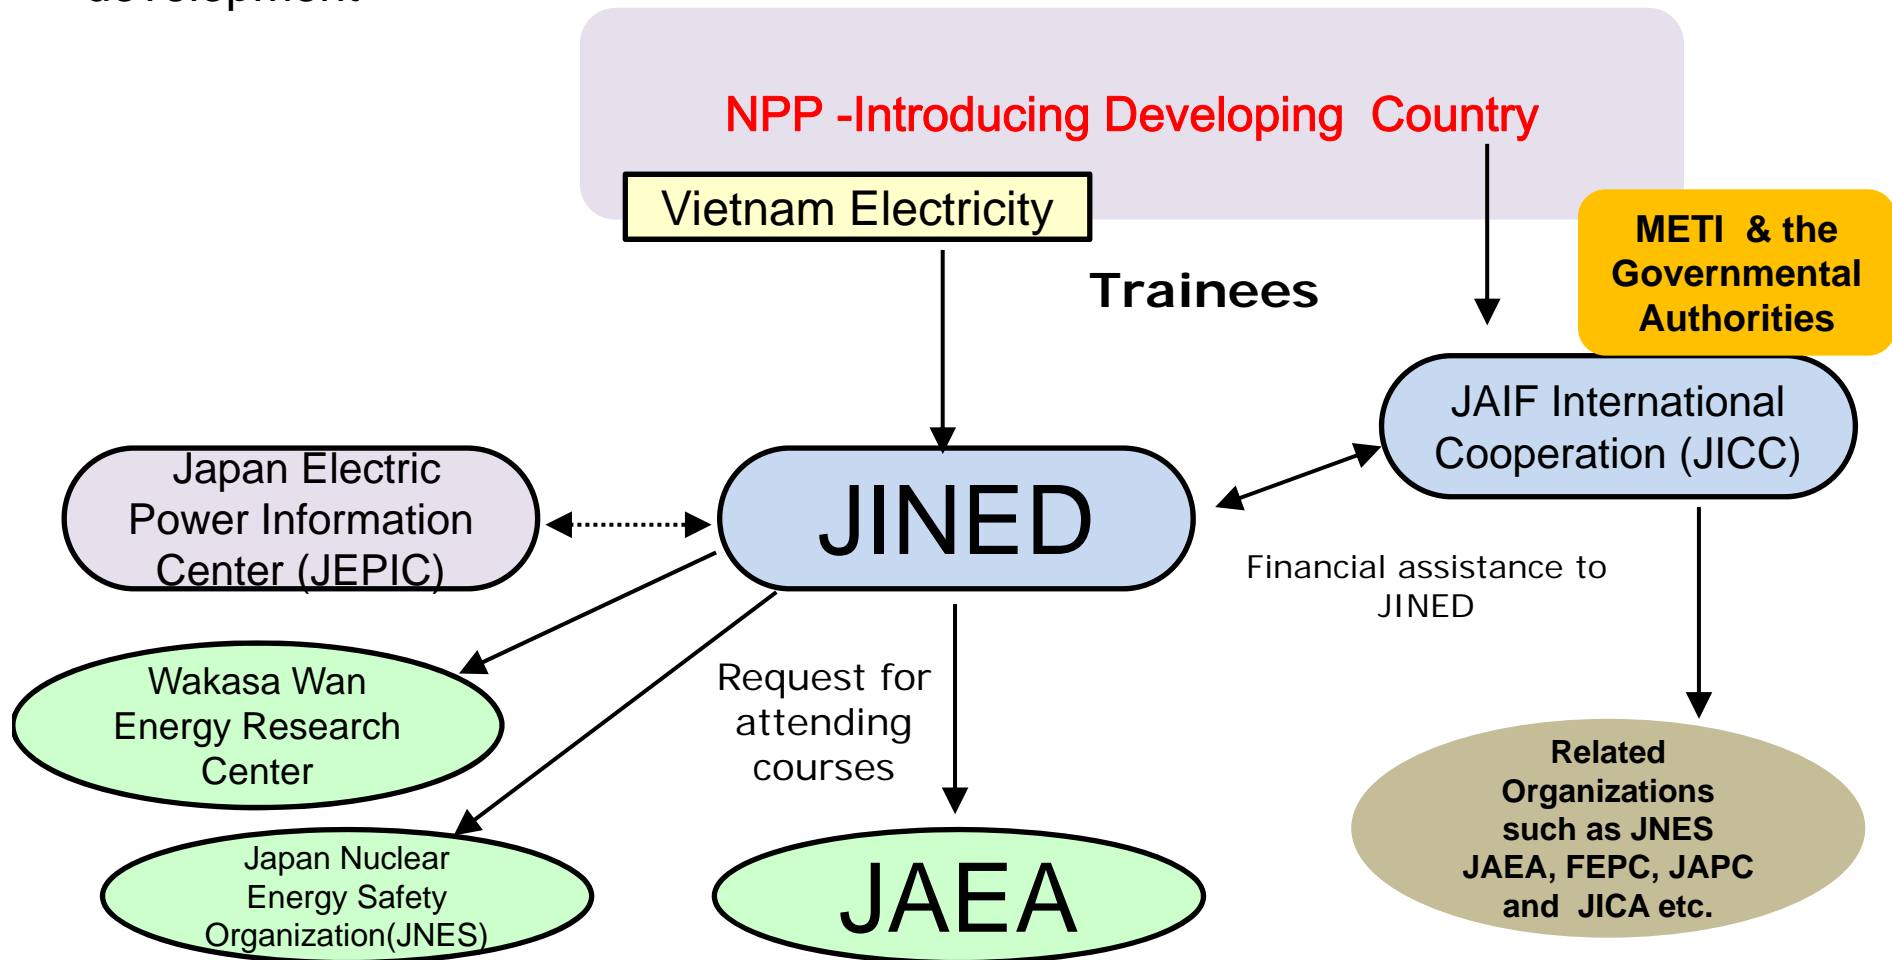 development
NPP -Introducing Developing  Country
Vietnam Electricity
METI  & the
Governmental
Authorities
Trainees
JAIF International
Cooperation (JICC)
Japan Electric
Power Information
Center (JEPIC)
JINED
Financial assistance to
JINED
Wakasa Wan
Energy Research
Center
Request for
attending
courses
Related
Organizations
such as JNES
JAEA, FEPC, JAPC
and  JICA etc.
Japan Nuclear
Energy Safety
Organization(JNES)
JAEA